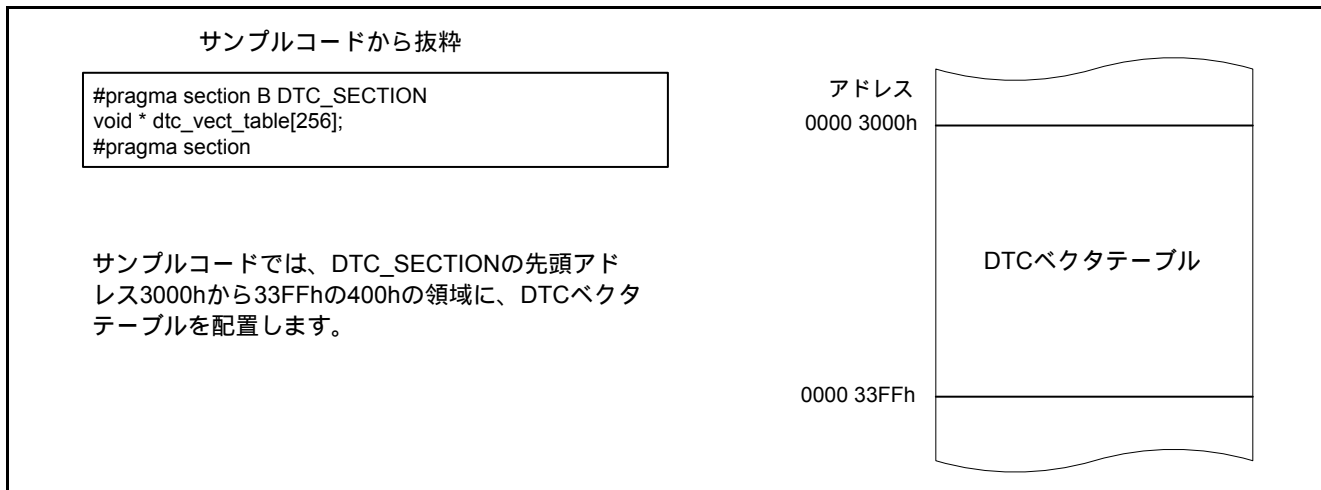 サンプルコードから抜粋
#pragma section B DTC_SECTION
void * dtc_vect_table[256];
#pragma section
サンプルコードでは、DTC_SECTIONの先頭アド
レス3000hから33FFhの400hの領域に、DTCベクタ
テーブルを配置します。
アドレス
0000 3000h
DTCベクタテーブル
0000 33FFh